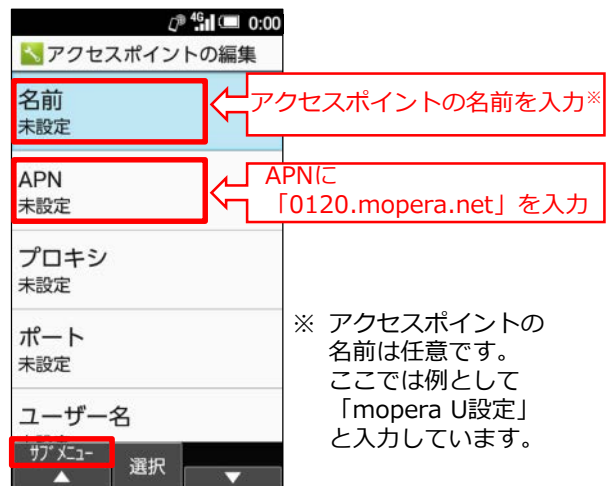 4G 0:00
アクセスポイントの編集
名前
未設定
アクセスポイントの名前を入力※
APN
未設定
APNに
「0120.mopera.net」を入力
プロキシ
未設定
ポート
未設定
※ アクセスポイントの
名前は任意です。
ここでは例として
「mopera U設定」
と入力しています。
ユーザー名
ｻﾌﾞﾒﾆｭｰ
▲
選択
▼